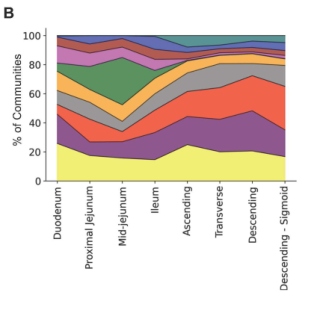 B
% of Communities
100
80
60
40
20
0
Duodenum
Proximal Jejunum
Mid-jejunum
Ileum
Ascending
Transverse
Descending
Descending - Sigmoid